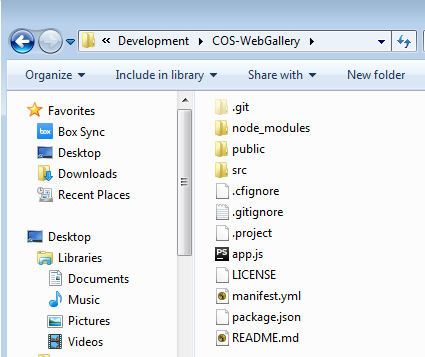 « Development ▸ COS-WebGallery ▸
Organize ▾ Include in library ▾ Share with ▾ New folder
Favorites
Box Sync
Desktop
Downloads
Recent Places
Desktop
Libraries
Documents
Music
Pictures
Videos
.git
node_modules
public
src
.cfignore
.gitignore
.project
app.js
LICENSE
manifest.yml
package.json
README.md